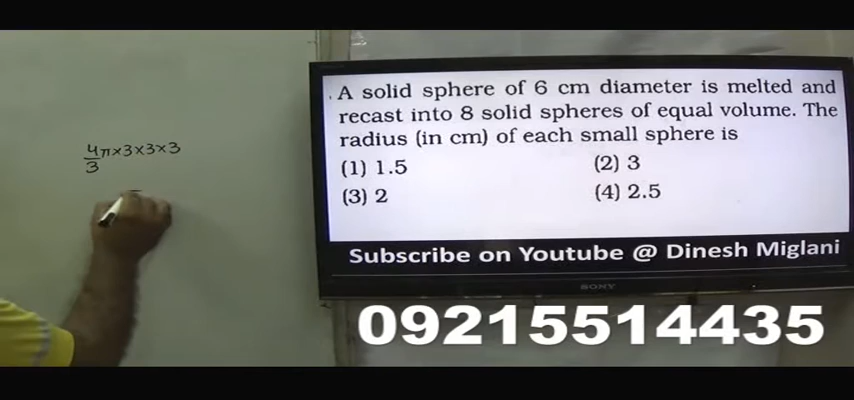 4π×3×3×3
3
A solid sphere of 6 cm diameter is melted and
recast into 8 solid spheres of equal volume. The
radius (in cm) of each small sphere is
(1) 1.5 (2) 3
(3) 2 (4) 2.5
Subscribe on Youtube @ Dinesh Miglani
SONY
09215514435